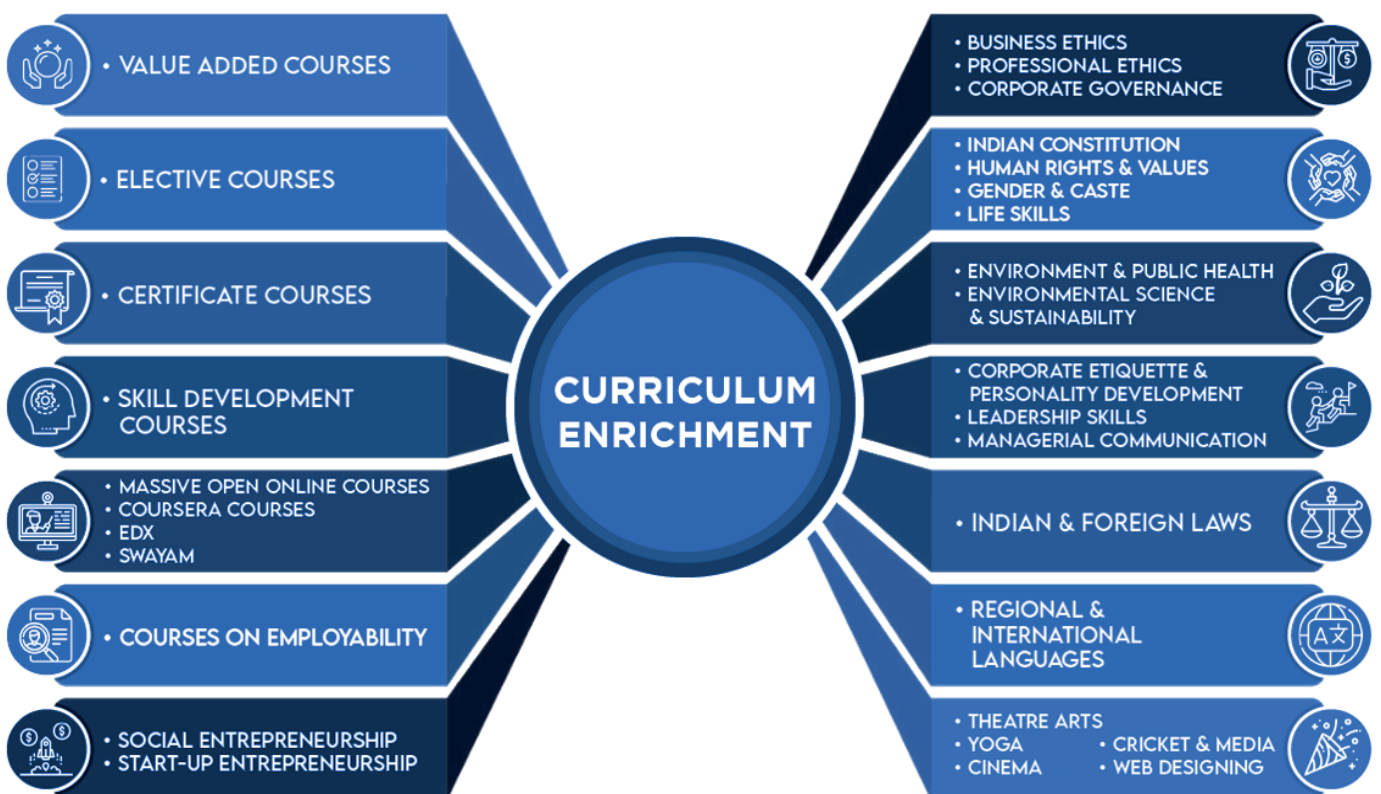 • VALUE ADDED COURSES
• ELECTIVE COURSES
• CERTIFICATE COURSES
• SKILL DEVELOPMENT
COURSES
• MASSIVE OPEN ONLINE COURSES
• COURSERA COURSES
• EDX
• SWAYAM
• COURSES ON EMPLOYABILITY
• SOCIAL ENTREPRENEURSHIP
• START-UP ENTREPRENEURSHIP
CURRICULUM
ENRICHMENT
• BUSINESS ETHICS
• PROFESSIONAL ETHICS
• CORPORATE GOVERNANCE
• INDIAN CONSTITUTION
• HUMAN RIGHTS & VALUES
• GENDER & CASTE
• LIFE SKILLS
• ENVIRONMENT & PUBLIC HEALTH
• ENVIRONMENTAL SCIENCE
& SUSTAINABILITY
• CORPORATE ETIQUETTE &
PERSONALITY DEVELOPMENT
• LEADERSHIP SKILLS
• MANAGERIAL COMMUNICATION
• INDIAN & FOREIGN LAWS
• REGIONAL &
INTERNATIONAL
LANGUAGES
A文
• THEATRE ARTS
• YOGA • CRICKET & MEDIA
• CINEMA • WEB DESIGNING